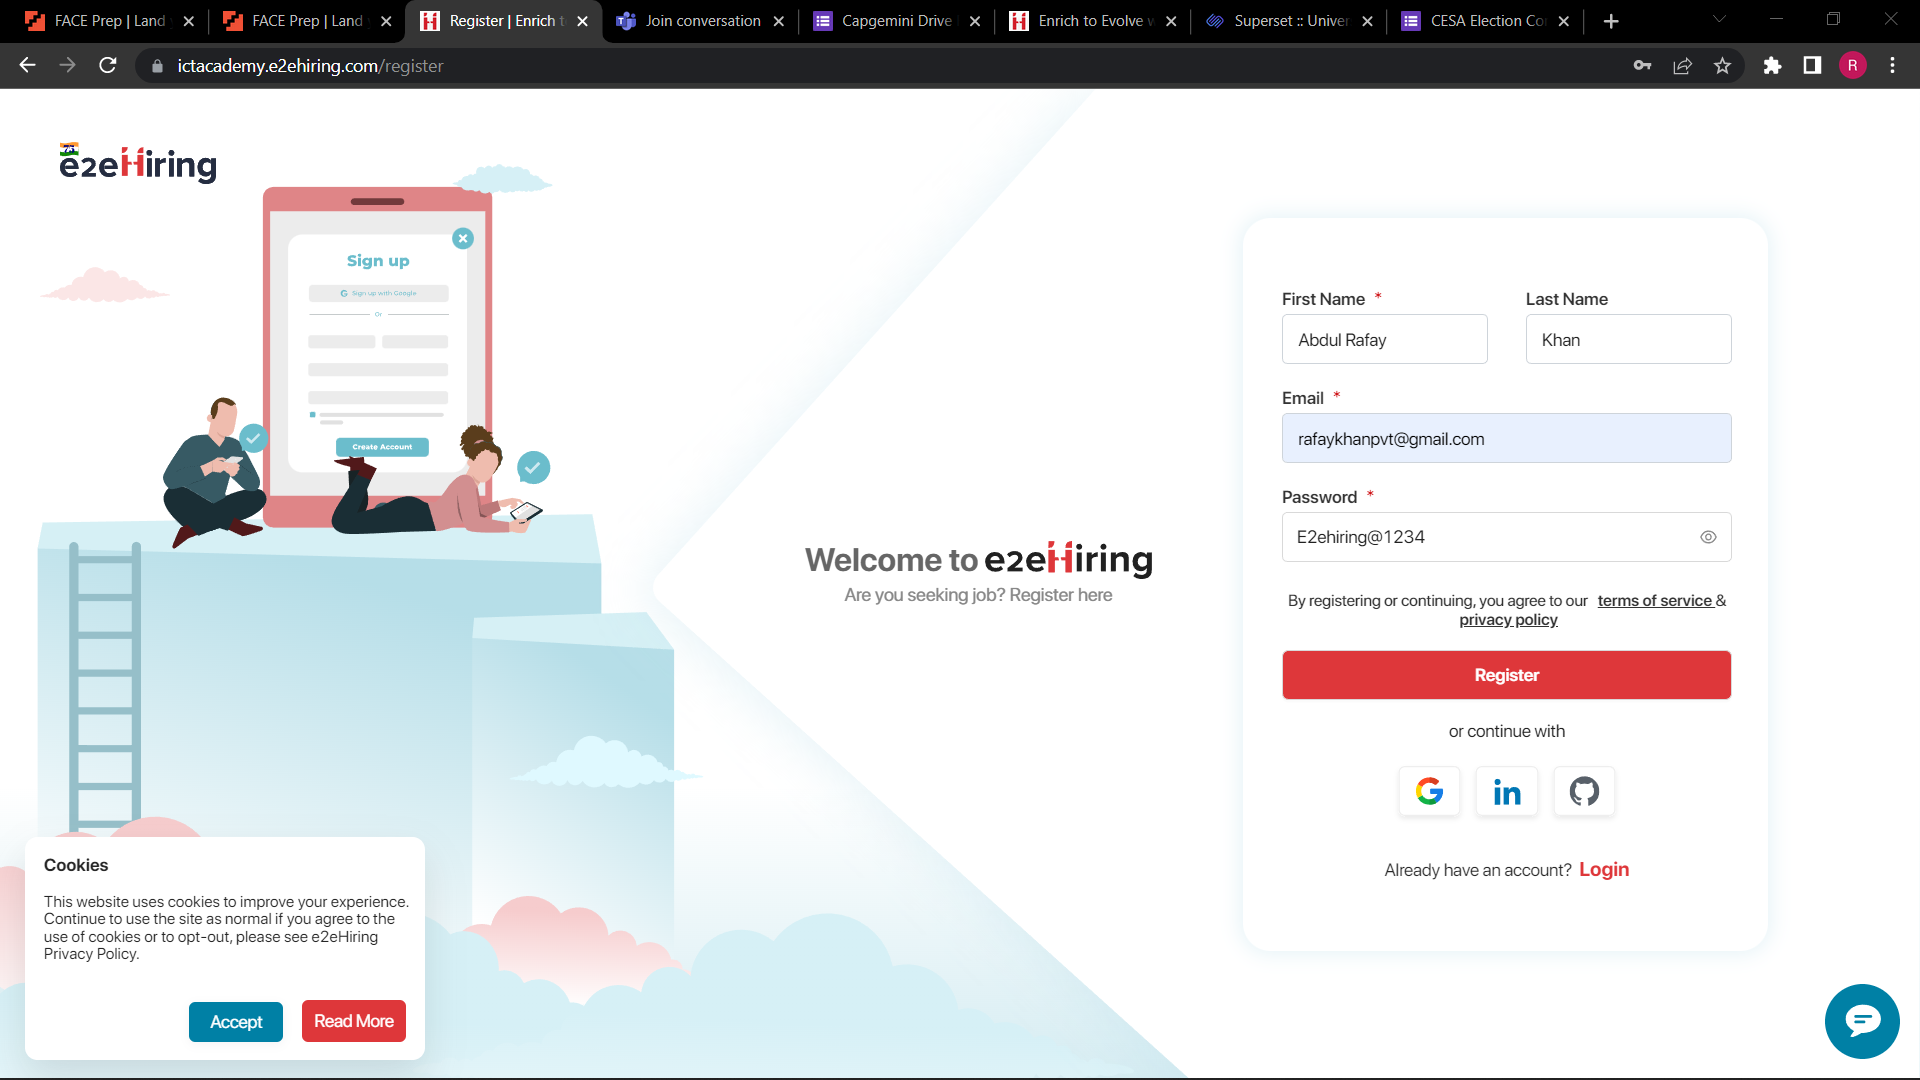 FACE Prep | Land
FACE Prep | Land
Register | Enrich t
Join conversation
Capgemini Drive
Enrich to Evolve w
Superset :: Univer
CESA Election Co
ictacademy.e2ehiring.com/register
R
75
e2eHiring
Sign up
Sign up with Google
Or
Create Account
Welcome to e2eHiring
Are you seeking job? Register here
First Name *
Last Name
Abdul Rafay
Khan
Email *
rafaykhanpvt@gmail.com
Password *
E2ehiring@1234
By registering or continuing, you agree to our terms of service &
privacy policy
Register
or continue with
Already have an account? Login
Cookies
This website uses cookies to improve your experience.
Continue to use the site as normal if you agree to the
use of cookies or to opt-out, please see e2eHiring
Privacy Policy.
Accept
Read More